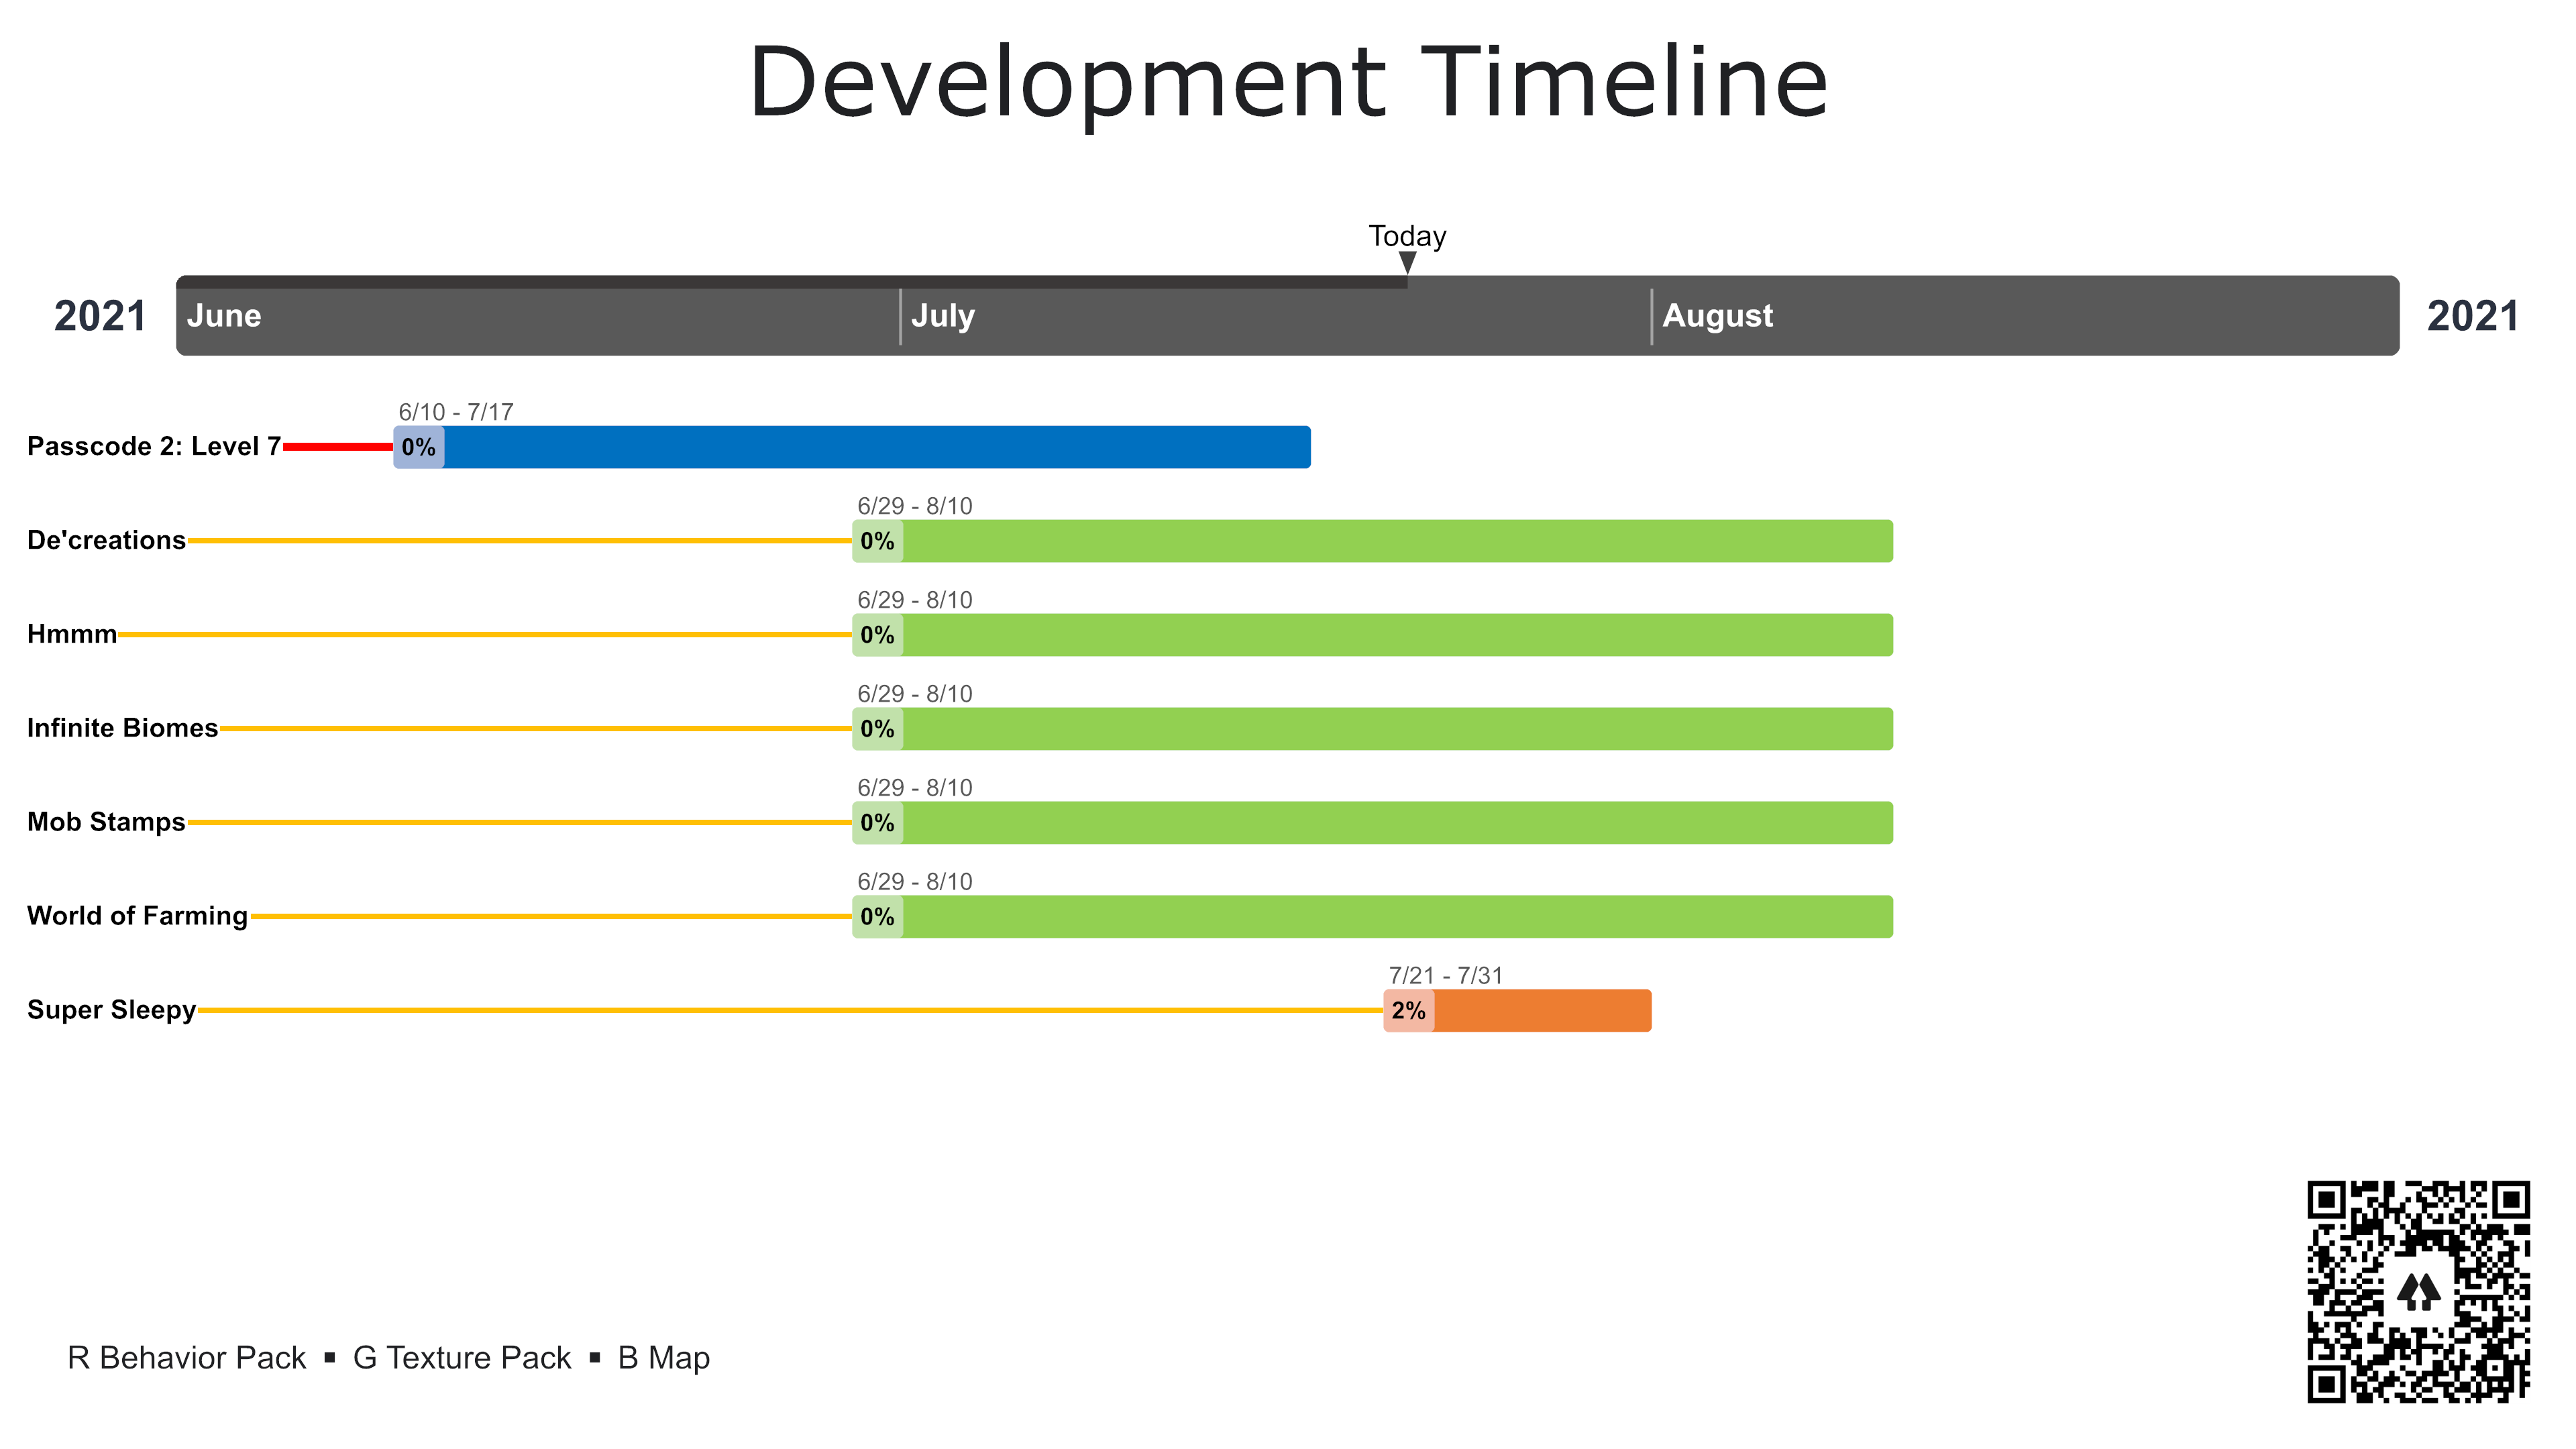 Development Timeline
Today
2021 June July August 2021
6/10 - 7/17
Passcode 2: Level 7 0%
6/29 - 8/10
De'creations 0%
6/29 - 8/10
Hmmm 0%
6/29 - 8/10
Infinite Biomes 0%
6/29 - 8/10
Mob Stamps 0%
6/29 - 8/10
World of Farming 0%
7/21 - 7/31
Super Sleepy 2%
R Behavior Pack ▪ G Texture Pack ▪ B Map